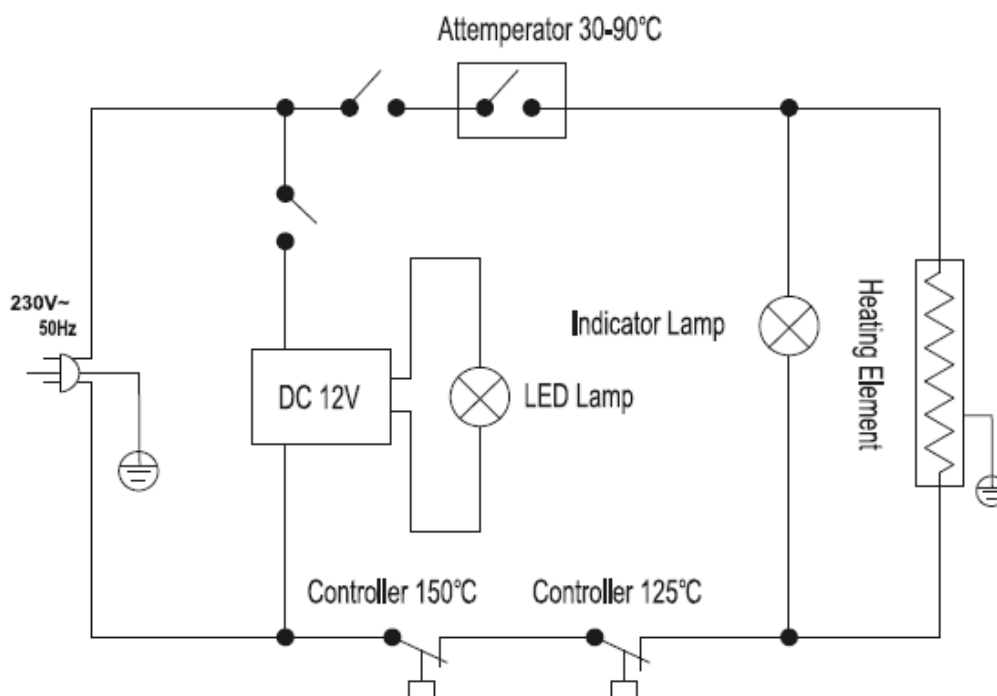 Attemperator 30-90℃
230V~
50Hz
Indicator Lamp
Heating Element
DC 12V
LED Lamp
Controller 150℃
Controller 125℃